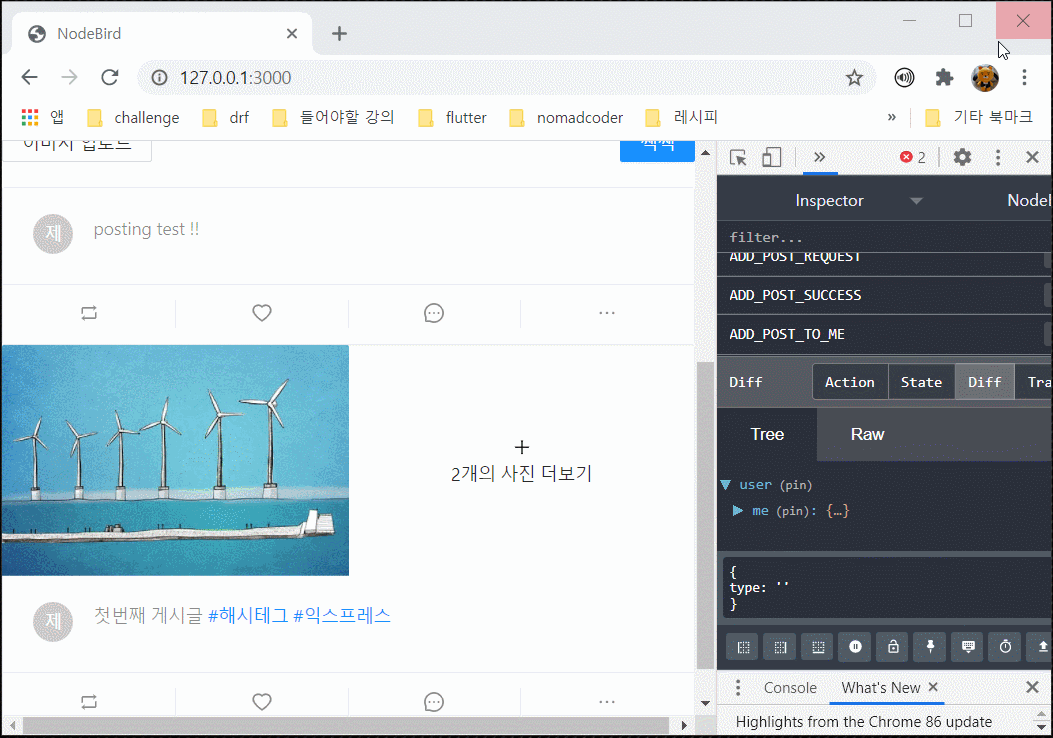 NodeBird
127.0.0.1:3000
앱 challenge drf 들어야할 강의 flutter nomadcoder 레시피 » 기타 북마크
이미지 업로드 짹짹
2
Inspector NodeI
filter...
제 posting test !!
ADD_POST_REQUEST
ADD_POST_SUCCESS
ADD_POST_TO_ME
Diff Action State Diff Tra
Tree Raw
+
2개의 사진 더보기
user (pin)
me (pin): {…}
{
type: ''
}
제 첫번째 게시글 #해시테그 #익스프레스
Console What's New
Highlights from the Chrome 86 update